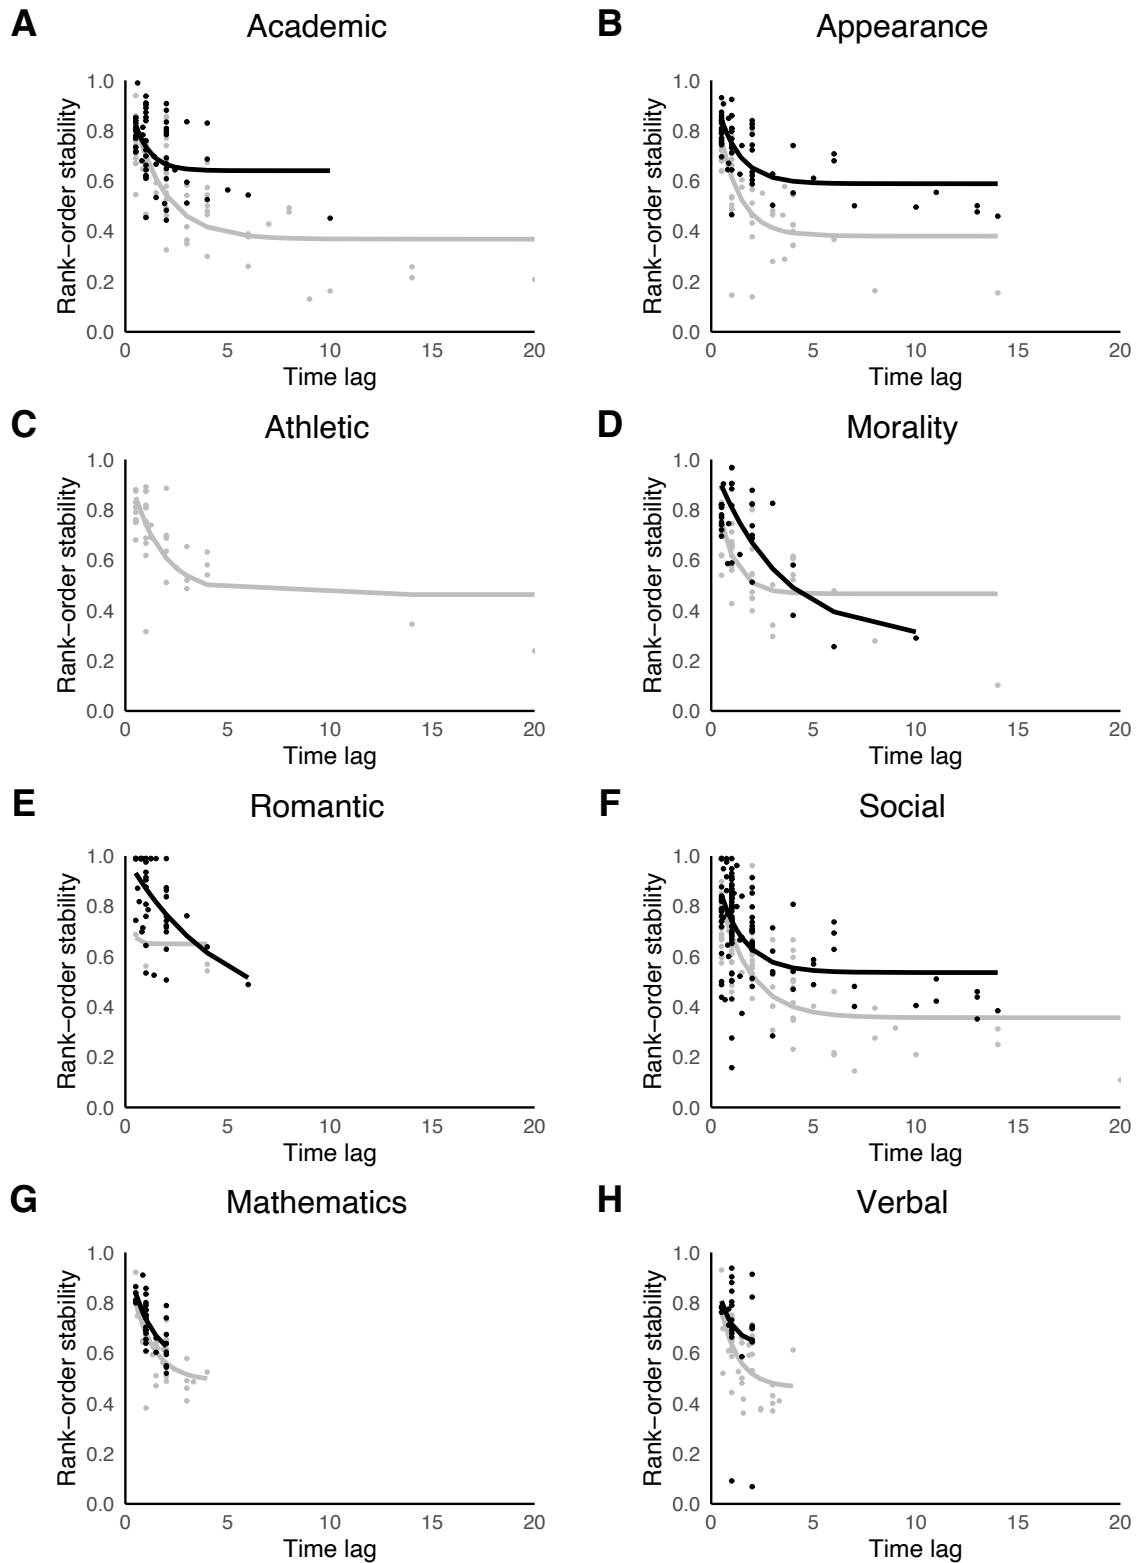 A Academic
1.0
0.8
0.6
0.4
0.2
0.0
Rank−order stability
0 5 10 15 20
Time lag
B Appearance
1.0
0.8
0.6
0.4
0.2
0.0
Rank−order stability
0 5 10 15 20
Time lag
C Athletic
1.0
0.8
0.6
0.4
0.2
0.0
Rank−order stability
0 5 10 15 20
Time lag
D Morality
1.0
0.8
0.6
0.4
0.2
0.0
Rank−order stability
0 5 10 15 20
Time lag
E Romantic
1.0
0.8
0.6
0.4
0.2
0.0
Rank−order stability
0 5 10 15 20
Time lag
F Social
1.0
0.8
0.6
0.4
0.2
0.0
Rank−order stability
0 5 10 15 20
Time lag
G Mathematics
1.0
0.8
0.6
0.4
0.2
0.0
Rank−order stability
0 5 10 15 20
Time lag
H Verbal
1.0
0.8
0.6
0.4
0.2
0.0
Rank−order stability
0 5 10 15 20
Time lag